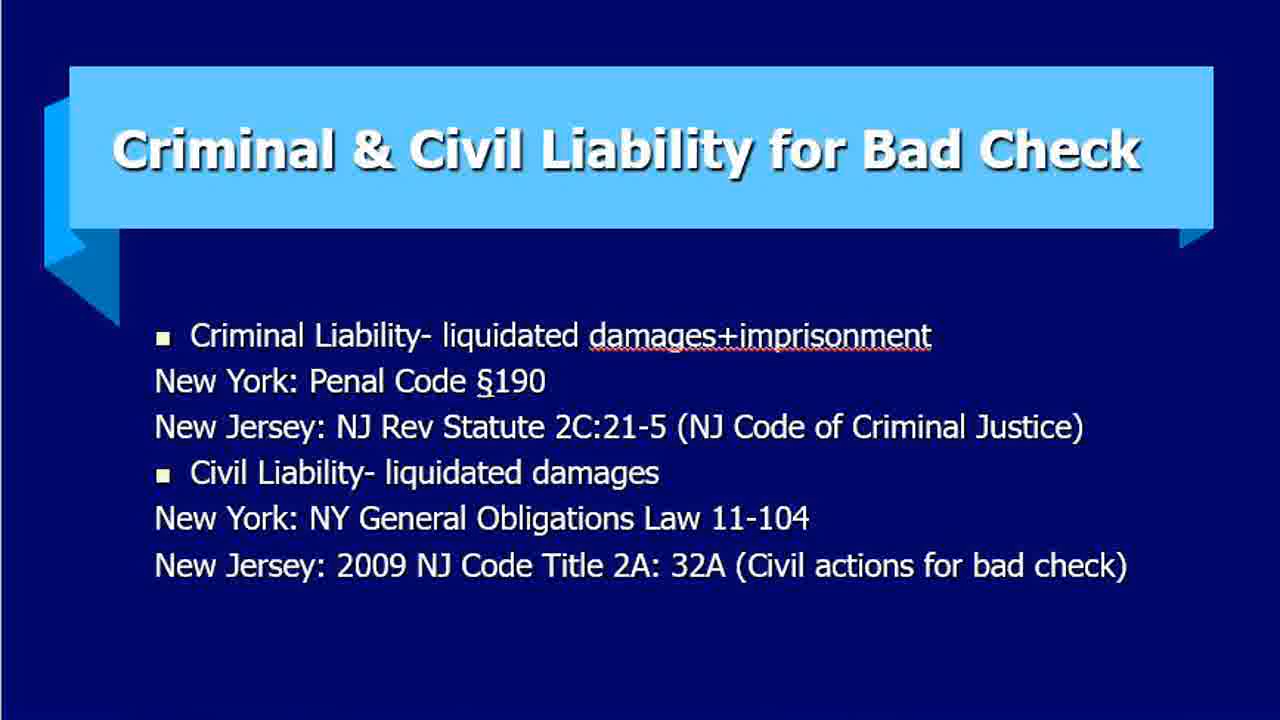 Criminal & Civil Liability for Bad Check
▪ Criminal Liability- liquidated damages+imprisonment
New York: Penal Code §190
New Jersey: NJ Rev Statute 2C:21-5 (NJ Code of Criminal Justice)
▪ Civil Liability- liquidated damages
New York: NY General Obligations Law 11-104
New Jersey: 2009 NJ Code Title 2A: 32A (Civil actions for bad check)